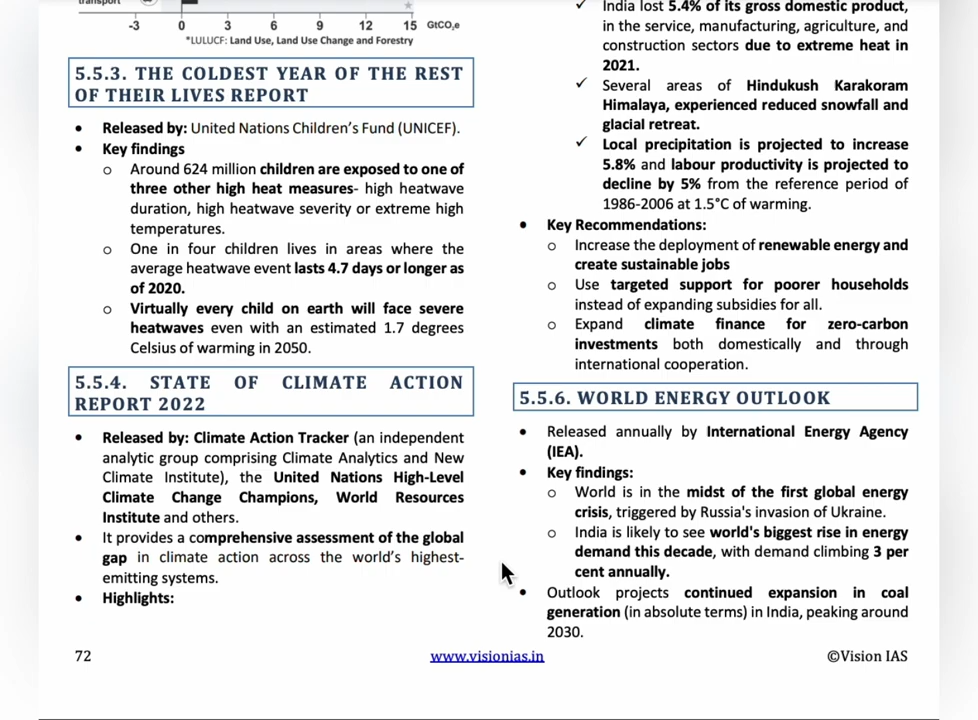 transport
-3 0 3 6 9 12 15 GtCO₂e
*LULUCF: Land Use, Land Use Change and Forestry
5.5.3. THE COLDEST YEAR OF THE REST
OF THEIR LIVES REPORT
• Released by: United Nations Children's Fund (UNICEF).
• Key findings
o Around 624 million children are exposed to one of
three other high heat measures- high heatwave
duration, high heatwave severity or extreme high
temperatures.
o One in four children lives in areas where the
average heatwave event lasts 4.7 days or longer as
of 2020.
o Virtually every child on earth will face severe
heatwaves even with an estimated 1.7 degrees
Celsius of warming in 2050.
5.5.4. STATE OF CLIMATE ACTION
REPORT 2022
• Released by: Climate Action Tracker (an independent
analytic group comprising Climate Analytics and New
Climate Institute), the United Nations High-Level
Climate Change Champions, World Resources
Institute and others.
• It provides a comprehensive assessment of the global
gap in climate action across the world's highest-
emitting systems.
• Highlights:
✓ India lost 5.4% of its gross domestic product,
in the service, manufacturing, agriculture, and
construction sectors due to extreme heat in
2021.
✓ Several areas of Hindukush Karakoram
Himalaya, experienced reduced snowfall and
glacial retreat.
✓ Local precipitation is projected to increase
5.8% and labour productivity is projected to
decline by 5% from the reference period of
1986-2006 at 1.5°C of warming.
• Key Recommendations:
o Increase the deployment of renewable energy and
create sustainable jobs
o Use targeted support for poorer households
instead of expanding subsidies for all.
o Expand climate finance for zero-carbon
investments both domestically and through
international cooperation.
5.5.6. WORLD ENERGY OUTLOOK
• Released annually by International Energy Agency
(IEA).
• Key findings:
o World is in the midst of the first global energy
crisis, triggered by Russia's invasion of Ukraine.
o India is likely to see world's biggest rise in energy
demand this decade, with demand climbing 3 per
cent annually.
• Outlook projects continued expansion in coal
generation (in absolute terms) in India, peaking around
2030.
72 www.visionias.in ©Vision IAS